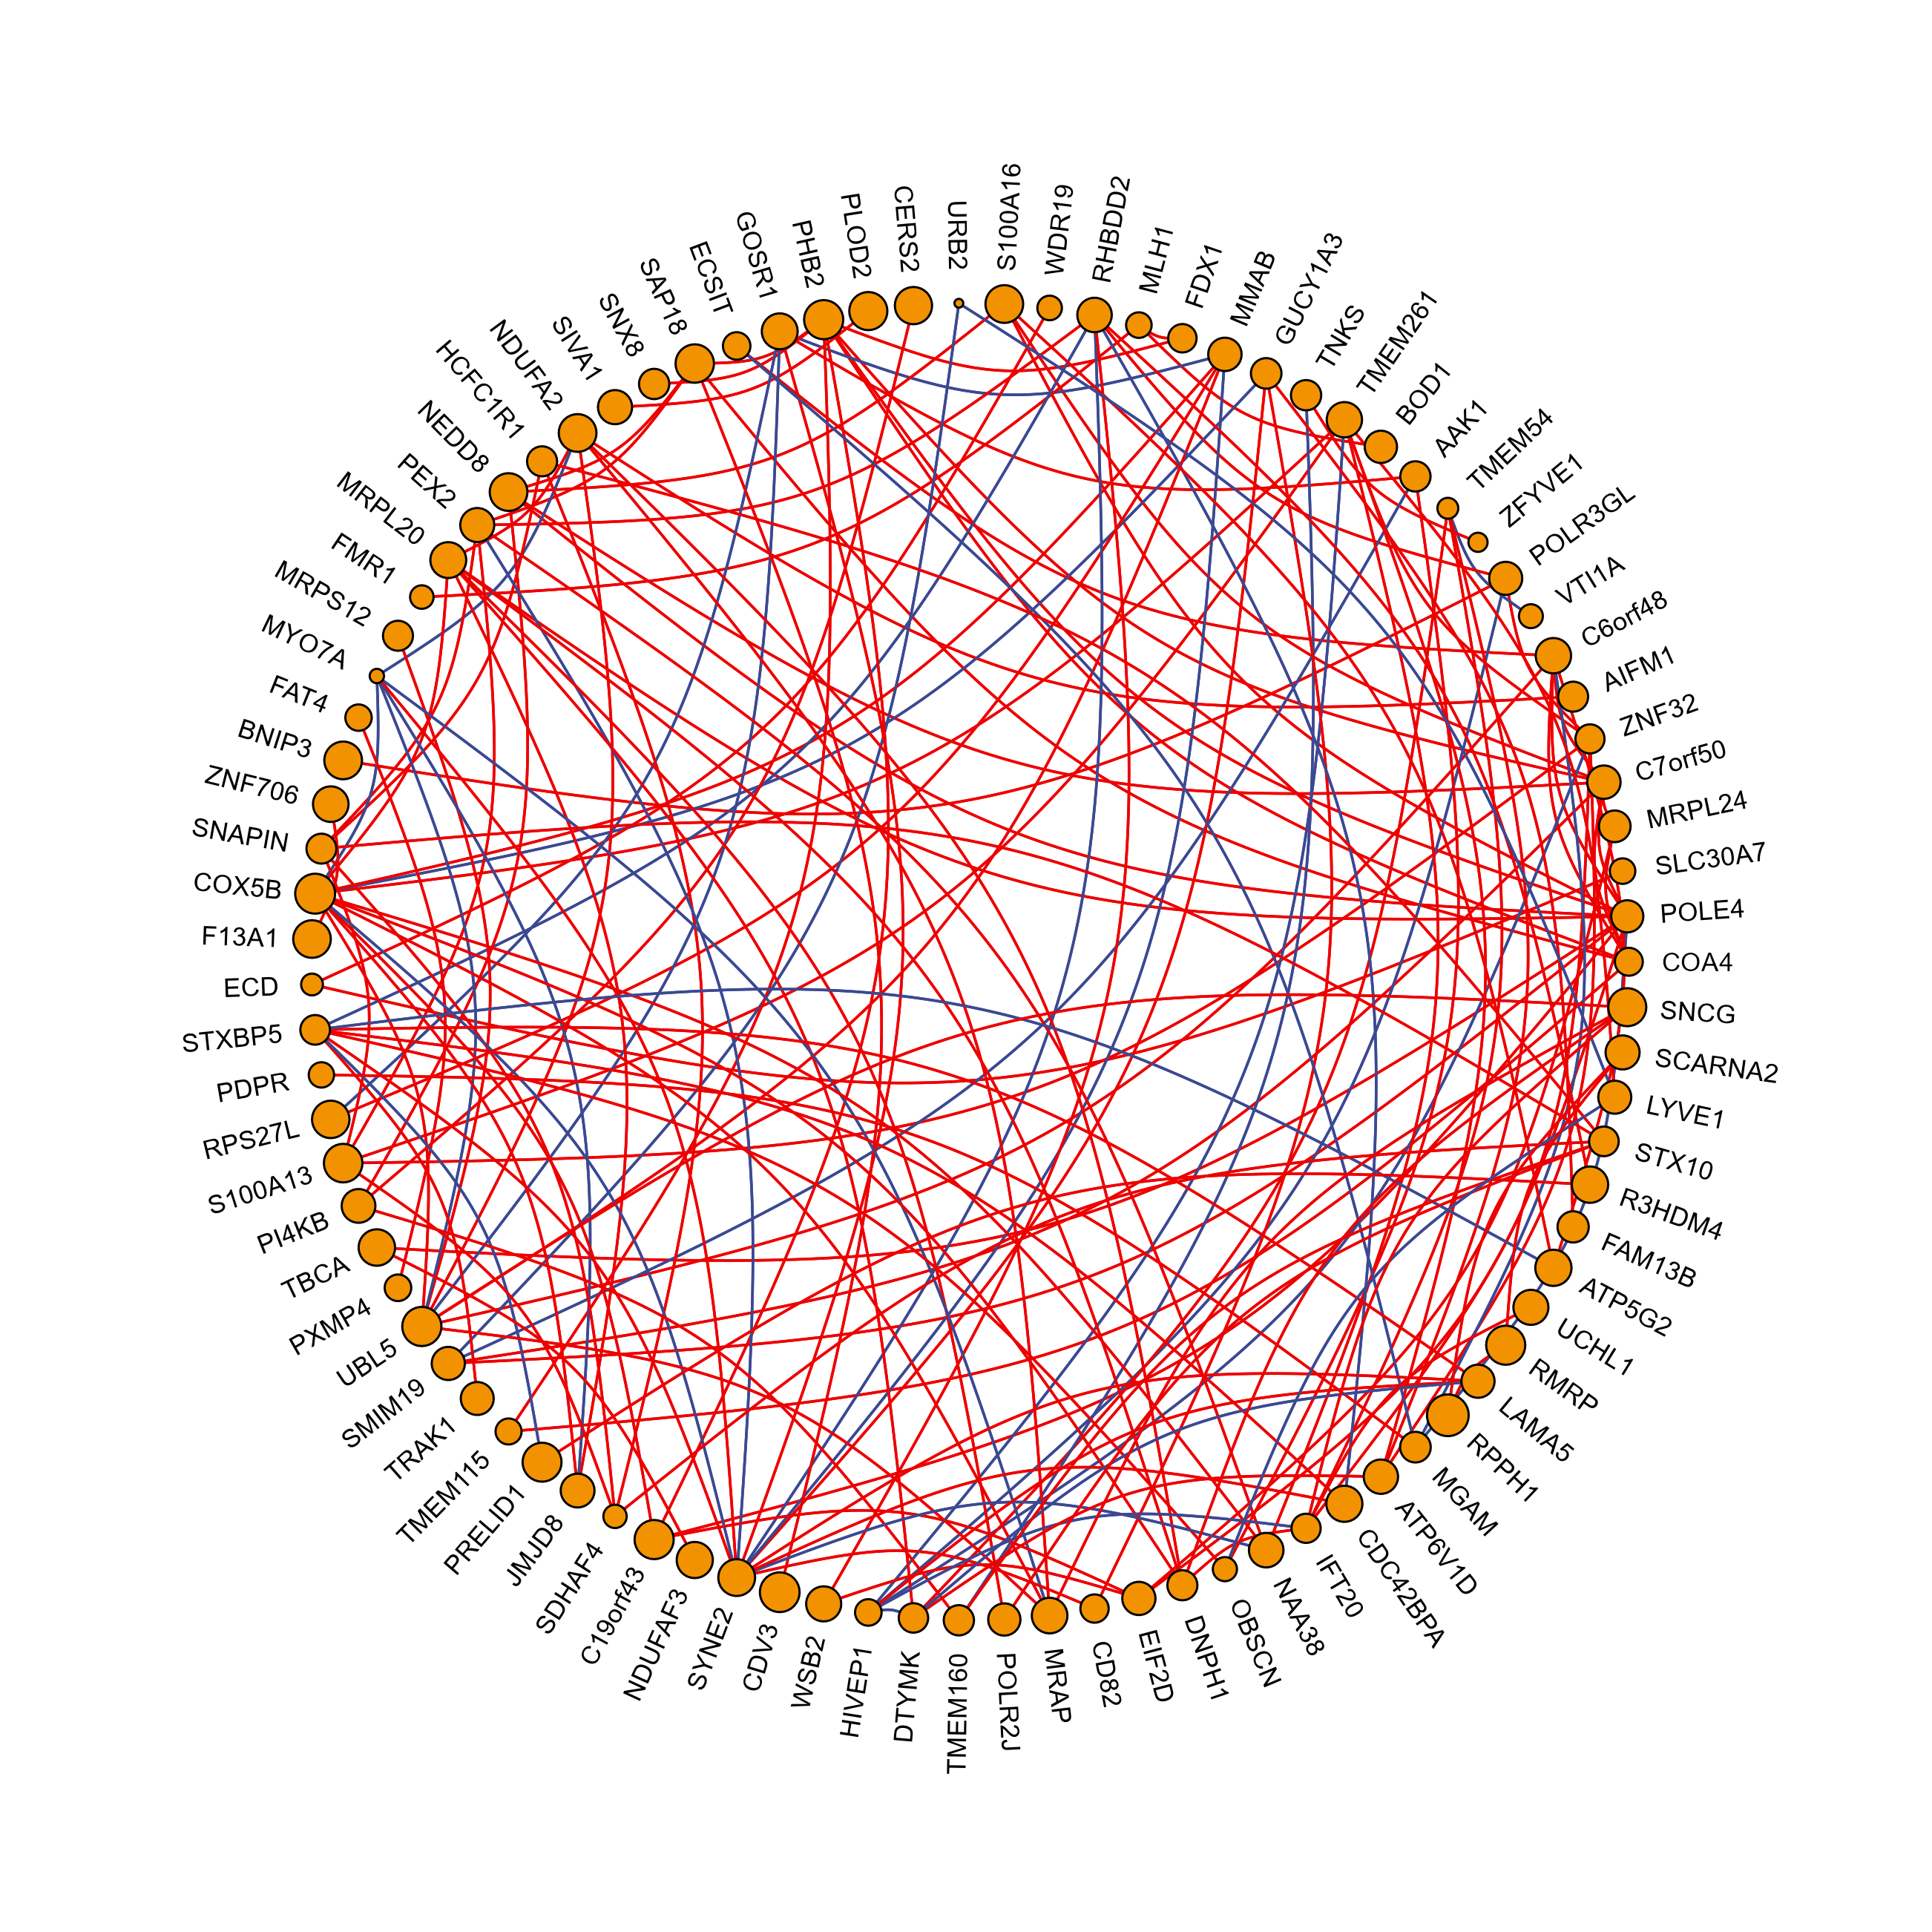 URB2
S100A16
WDR19
RHBDD2
MLH1
FDX1
MMAB
GUCY1A3
TNKS
TMEM261
BOD1
AAK1
TMEM54
ZFYVE1
POLR3GL
VTI1A
C6orf48
AIFM1
ZNF32
C7orf50
MRPL24
SLC30A7
POLE4
COA4
SNCG
SCARNA2
LYVE1
STX10
R3HDM4
FAM13B
ATP5G2
UCHL1
RMRP
LAMA5
RPPH1
MGAM
ATP6V1D
CDC42BPA
IFT20
NAA38
OBSCN
DNPH1
EIF2D
CD82
MRAP
POLR2J
TMEM160
DTYMK
HIVEP1
WSB2
CDV3
SYNE2
NDUFAF3
C19orf43
SDHAF4
JMJD8
PRELID1
TMEM115
TRAK1
SMIM19
UBL5
PXMP4
TBCA
PI4KB
S100A13
RPS27L
PDPR
STXBP5
ECD
F13A1
COX5B
SNAPIN
ZNF706
BNIP3
FAT4
MYO7A
MRPS12
FMR1
MRPL20
PEX2
NEDD8
HCFC1R1
NDUFA2
SIVA1
SNX8
SAP18
ECSIT
GOSR1
PHB2
PLOD2
CERS2